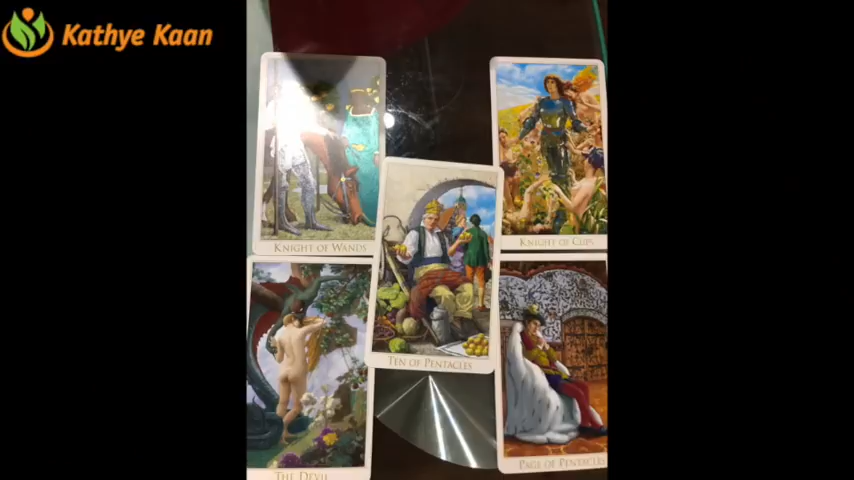 Kathye Kaan
KNIGHT OF WANDS
KNIGHT OF CUPS
TEN OF PENTACLES
THE DEVIL
PAGE OF PENTACLES